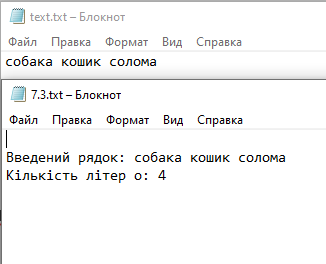 text.txt – Блокнот
Файл Правка Формат Вид Справка
собака кошик солома
7.3.txt – Блокнот
Файл Правка Формат Вид Справка
Введений рядок: собака кошик солома
Кількість літер о: 4